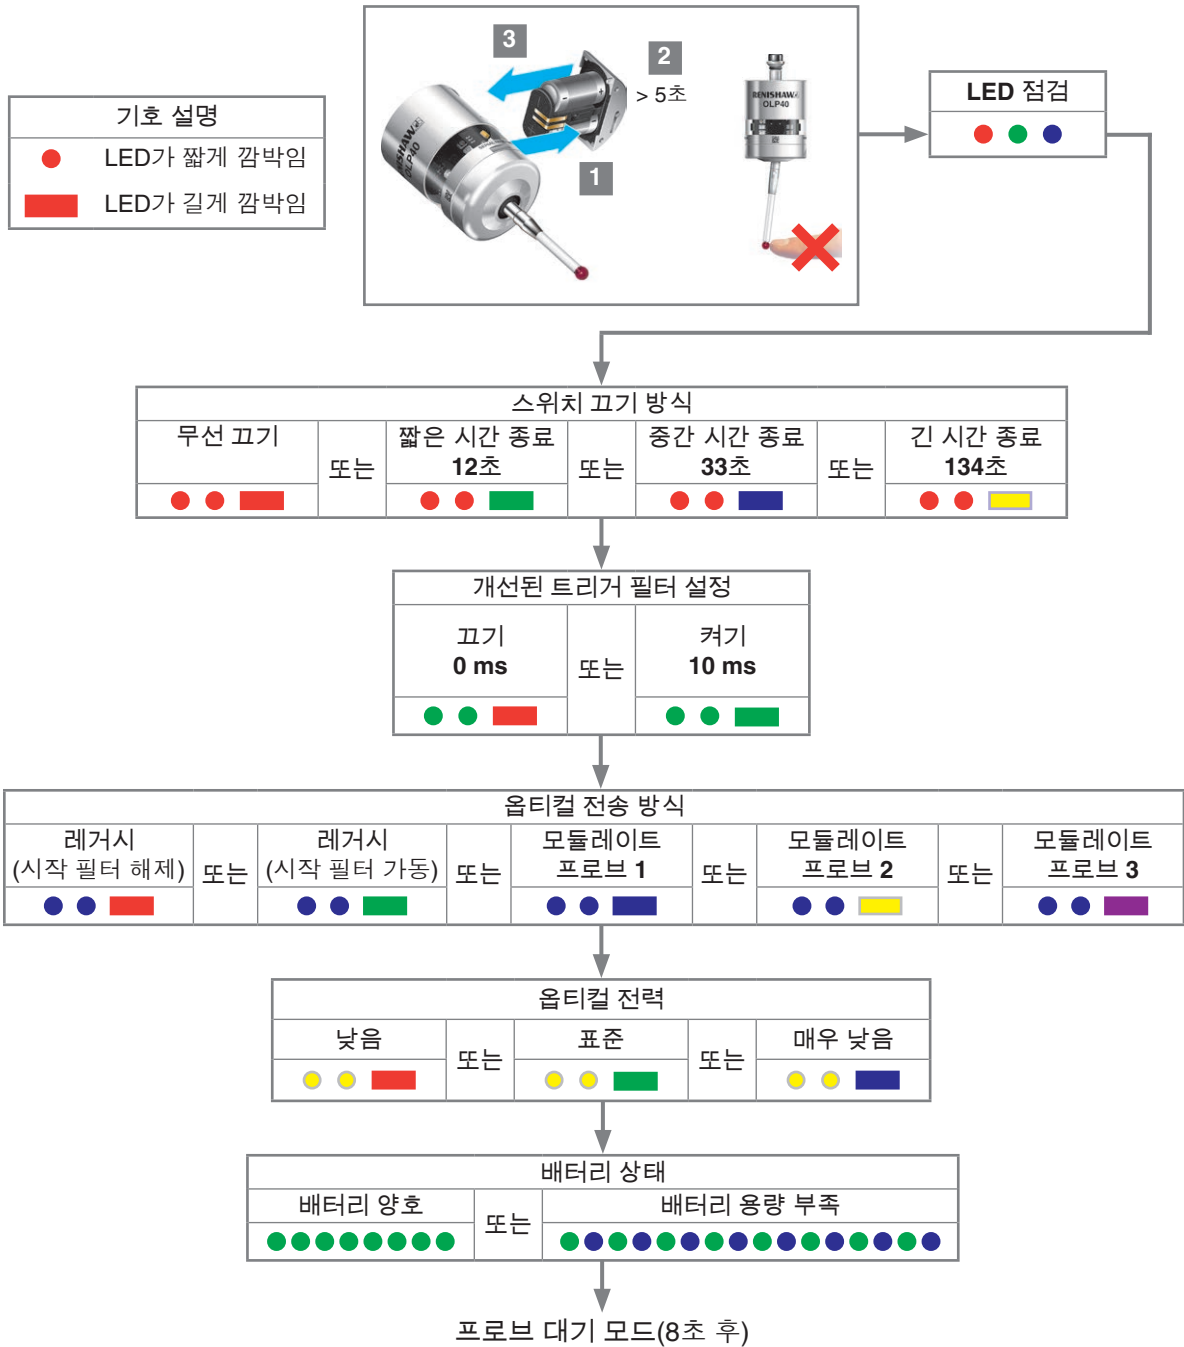 기호 설명
LED가 짧게 깜박임
LED가 길게 깜박임
3
2
> 5초
1
RENISHAW
OLP40
RENISHAW
OLP40
LED 점검
스위치 끄기 방식
무선 끄기
또는
짧은 시간 종료
12초
또는
중간 시간 종료
33초
또는
긴 시간 종료
134초
개선된 트리거 필터 설정
끄기
0 ms
또는
켜기
10 ms
옵티컬 전송 방식
레거시
(시작 필터 해제)
또는
레거시
(시작 필터 가동)
또는
모듈레이트
프로브 1
또는
모듈레이트
프로브 2
또는
모듈레이트
프로브 3
옵티컬 전력
낮음
또는
표준
또는
매우 낮음
배터리 상태
배터리 양호
또는
배터리 용량 부족
프로브 대기 모드(8초 후)